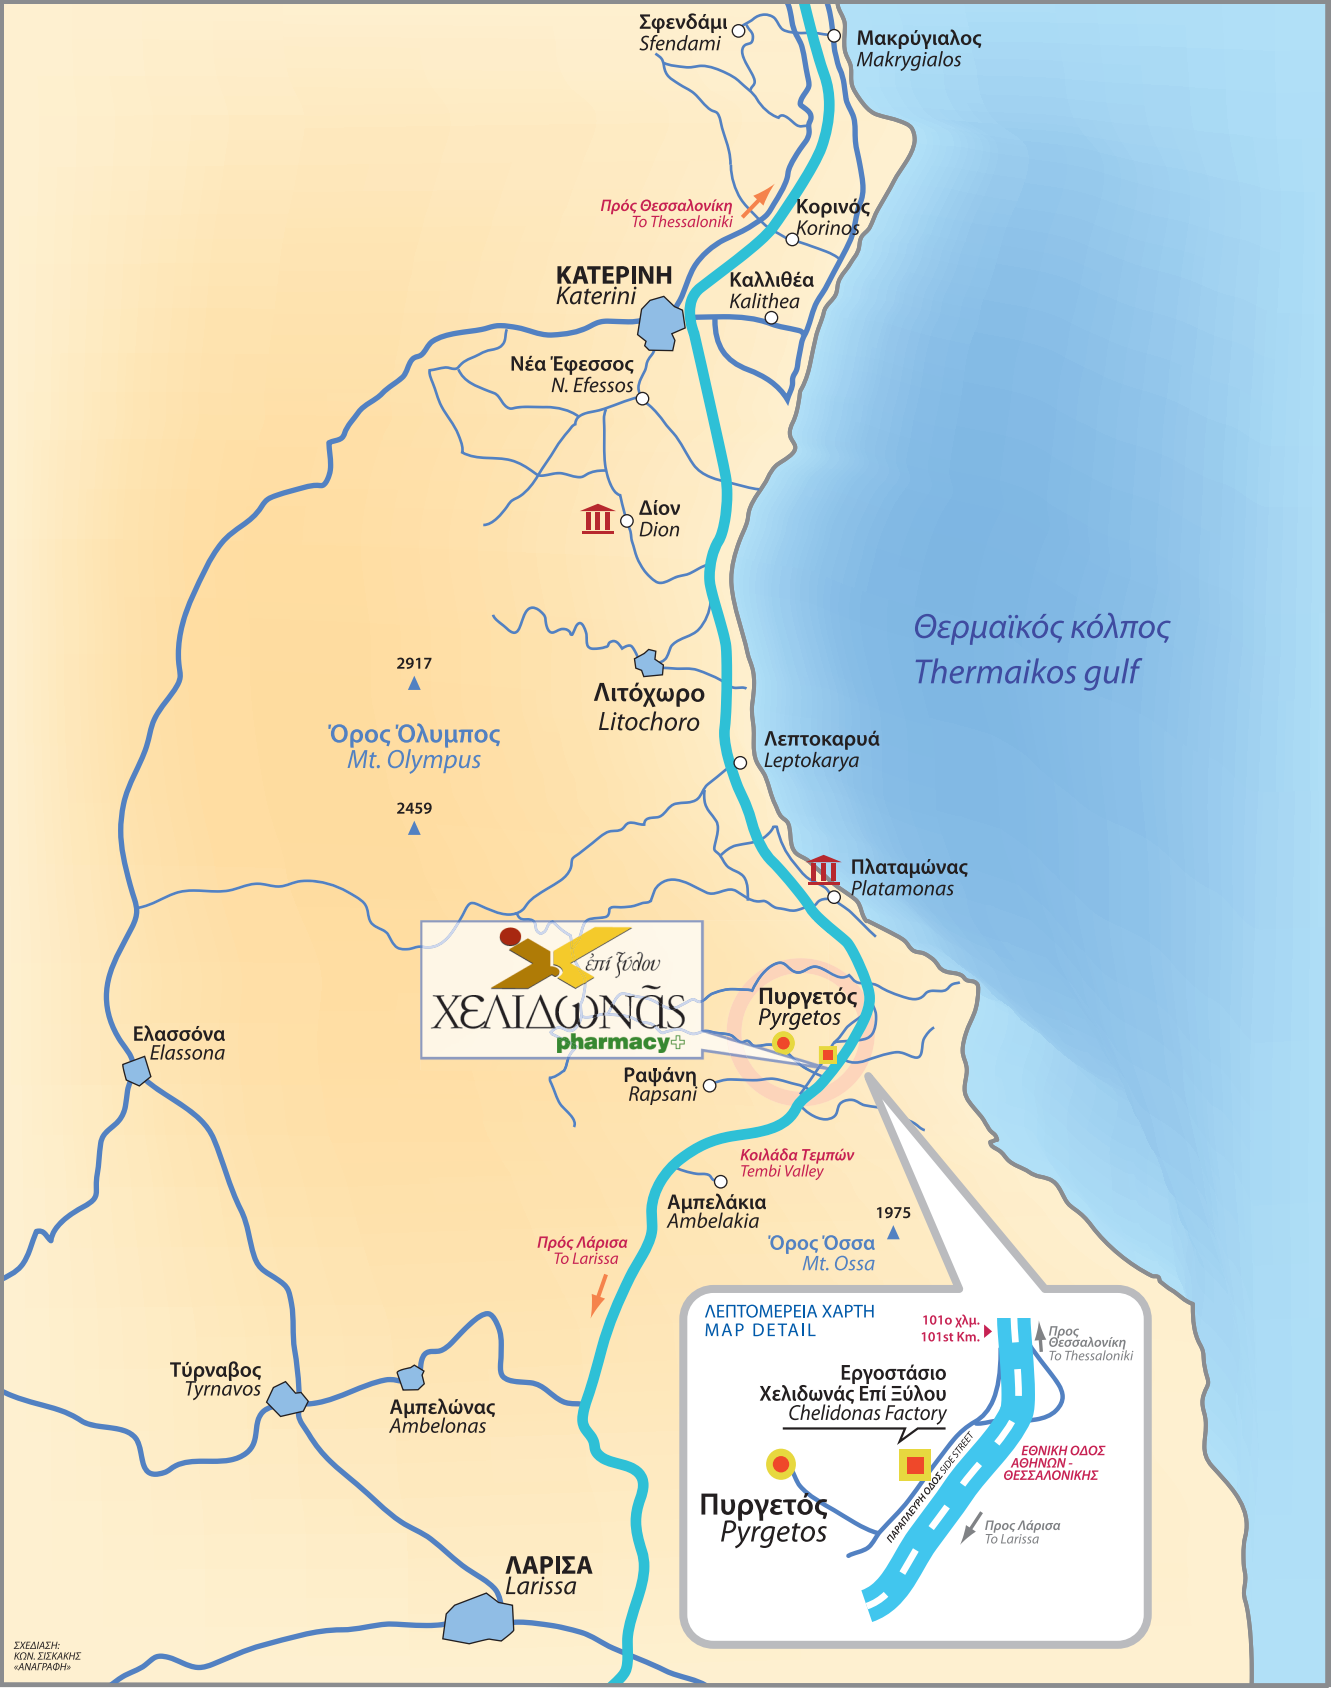 Σφενδάμι
Sfendami
Μακρύγιαλος
Makrygialos
Πρός Θεσσαλονίκη
To Thessaloniki
Κορινός
Korinos
ΚΑΤΕΡΙΝΗ
Katerini
Καλλιθέα
Kalithea
Νέα Έφεσσος
N. Efessos
Δίον
Dion
Θερμαϊκός κόλπος
Thermaikos gulf
2917
Λιτόχωρο
Litochoro
Όρος Όλυμπος
Mt. Olympus
Λεπτοκαρυά
Leptokarya
2459
Πλαταμώνας
Platamonas
ἐπί ξύλου
χελιδωνᾶς
pharmacy
Πυργετός
Pyrgetos
Ελασσόνα
Elassona
Ραψάνη
Rapsani
Κοιλάδα Τεμπών
Tembi Valley
Αμπελάκια
Ambelakia
1975
Όρος Όσσα
Mt. Ossa
Πρός Λάρισα
To Larissa
ΛΕΠΤΟΜΕΡΕΙΑ ΧΑΡΤΗ
MAP DETAIL
101ο χλμ.
101st Km.
Προς
Θεσσαλονίκη
To Thessaloniki
Εργοστάσιο
Χελιδωνάς Επί Ξύλου
Chelidonas Factory
ΠΑΡΑΠΛΕΥΡΗ ΟΔΟΣ SIDE STREET
ΕΘΝΙΚΗ ΟΔΟΣ
ΑΘΗΝΩΝ -
ΘΕΣΣΑΛΟΝΙΚΗΣ
Πυργετός
Pyrgetos
Προς Λάρισα
To Larissa
Τύρναβος
Tyrnavos
Αμπελώνας
Ambelonas
ΛΑΡΙΣΑ
Larissa
ΣΧΕΔΙΑΣΗ:
ΚΩΝ. ΣΙΣΚΑΚΗΣ
«ΑΝΑΓΡΑΦΗ»